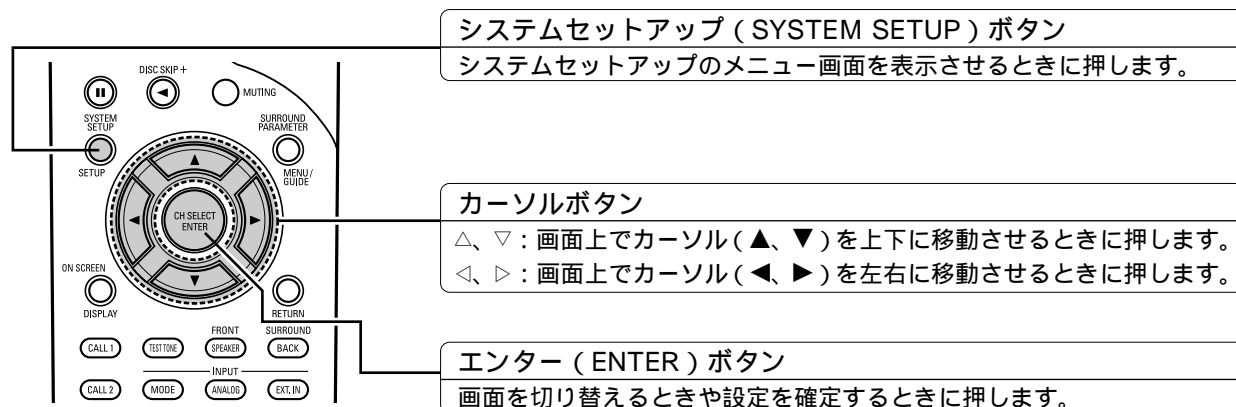 システムセットアップ ( SYSTEM SETUP ) ボタン
システムセットアップのメニュー画面を表示させるときに押します。
DISC SKIP +
MUTING
SYSTEM
SETUP
SURROUND
PARAMETER
SETUP
MENU /
GUIDE
カーソルボタン
△、▽：画面上でカーソル ( ▲、▼ ) を上下に移動させるときに押します。
◁、▷：画面上でカーソル ( ◀、▶ ) を左右に移動させるときに押します。
CH SELECT
ENTER
ON SCREEN
DISPLAY
RETURN
FRONT
SURROUND
CALL 1
TEST TONE
SPEAKER
BACK
INPUT
CALL 2
MODE
ANALOG
EXT. IN
エンター ( ENTER ) ボタン
画面を切り替えるときや設定を確定するときに押します。